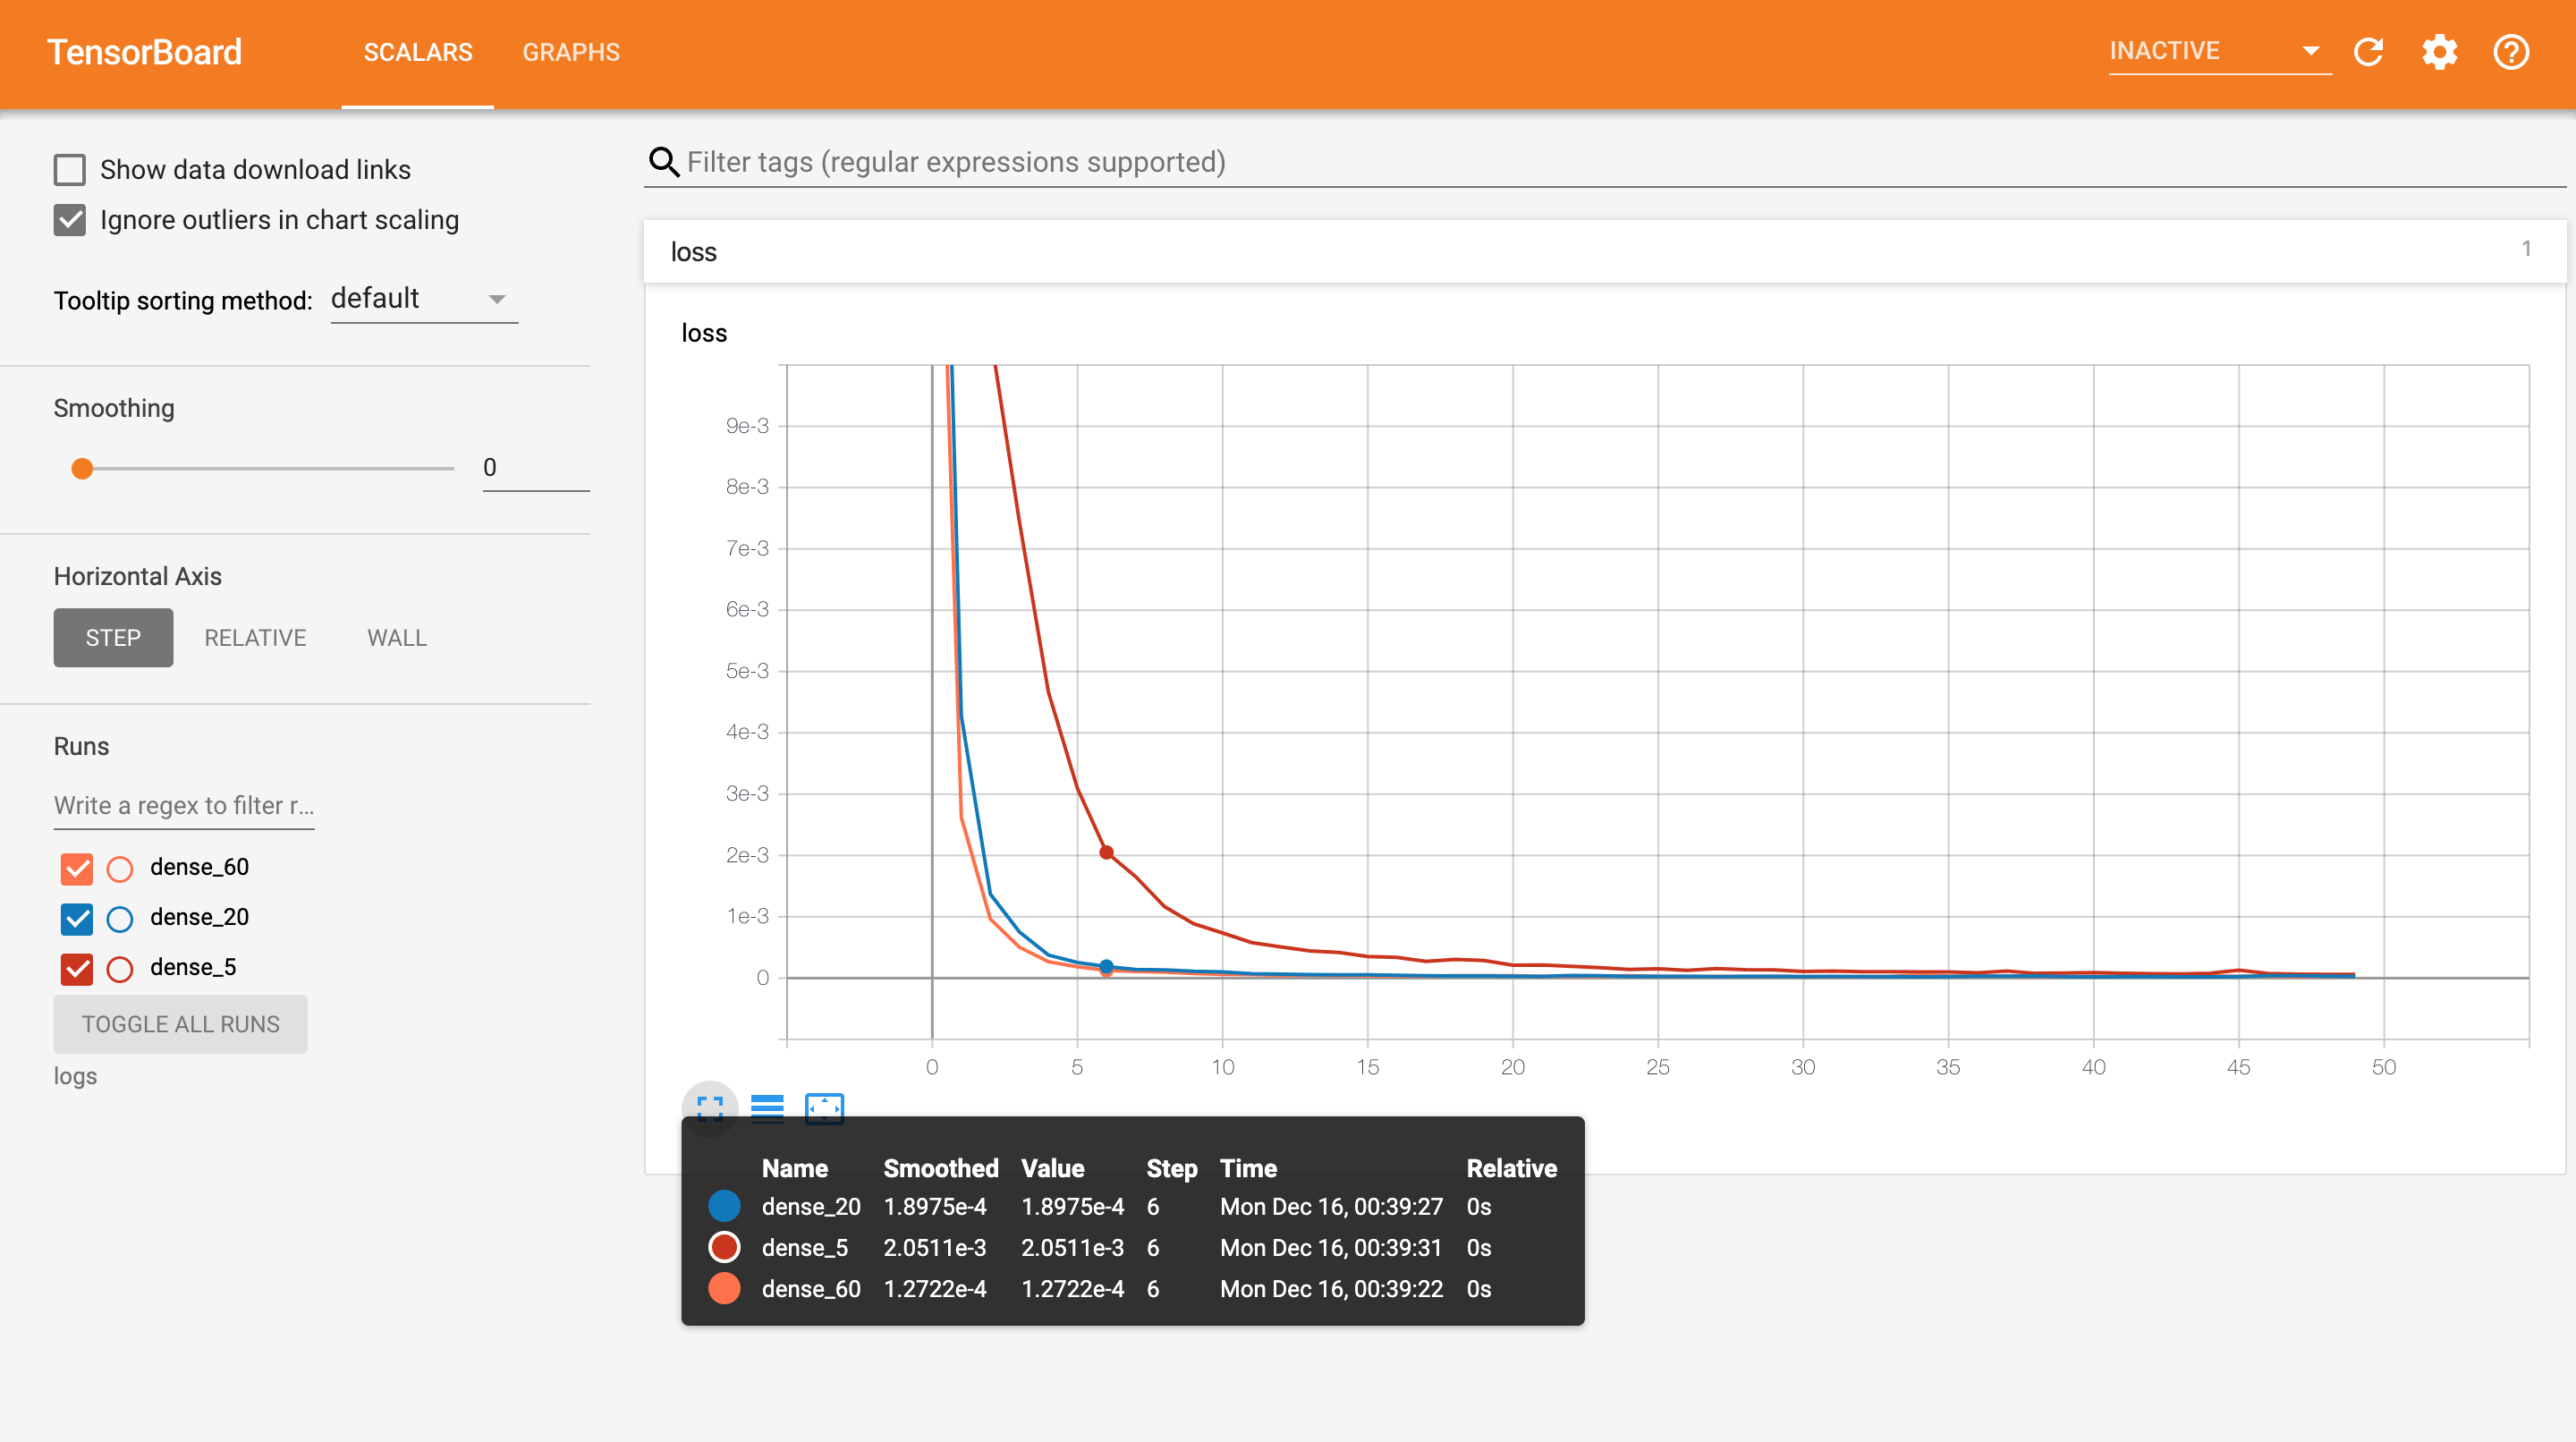 TensorBoard SCALARS GRAPHS INACTIVE
Show data download links
Ignore outliers in chart scaling
Tooltip sorting method: default
Smoothing
0
Horizontal Axis
STEP RELATIVE WALL
Runs
Write a regex to filter r...
dense_60
dense_20
dense_5
TOGGLE ALL RUNS
logs
Filter tags (regular expressions supported)
loss 1
loss
9e-3
8e-3
7e-3
6e-3
5e-3
4e-3
3e-3
2e-3
1e-3
0
0 5 10 15 20 25 30 35 40 45 50
Name Smoothed Value Step Time Relative
dense_20 1.8975e-4 1.8975e-4 6 Mon Dec 16, 00:39:27 0s
dense_5 2.0511e-3 2.0511e-3 6 Mon Dec 16, 00:39:31 0s
dense_60 1.2722e-4 1.2722e-4 6 Mon Dec 16, 00:39:22 0s